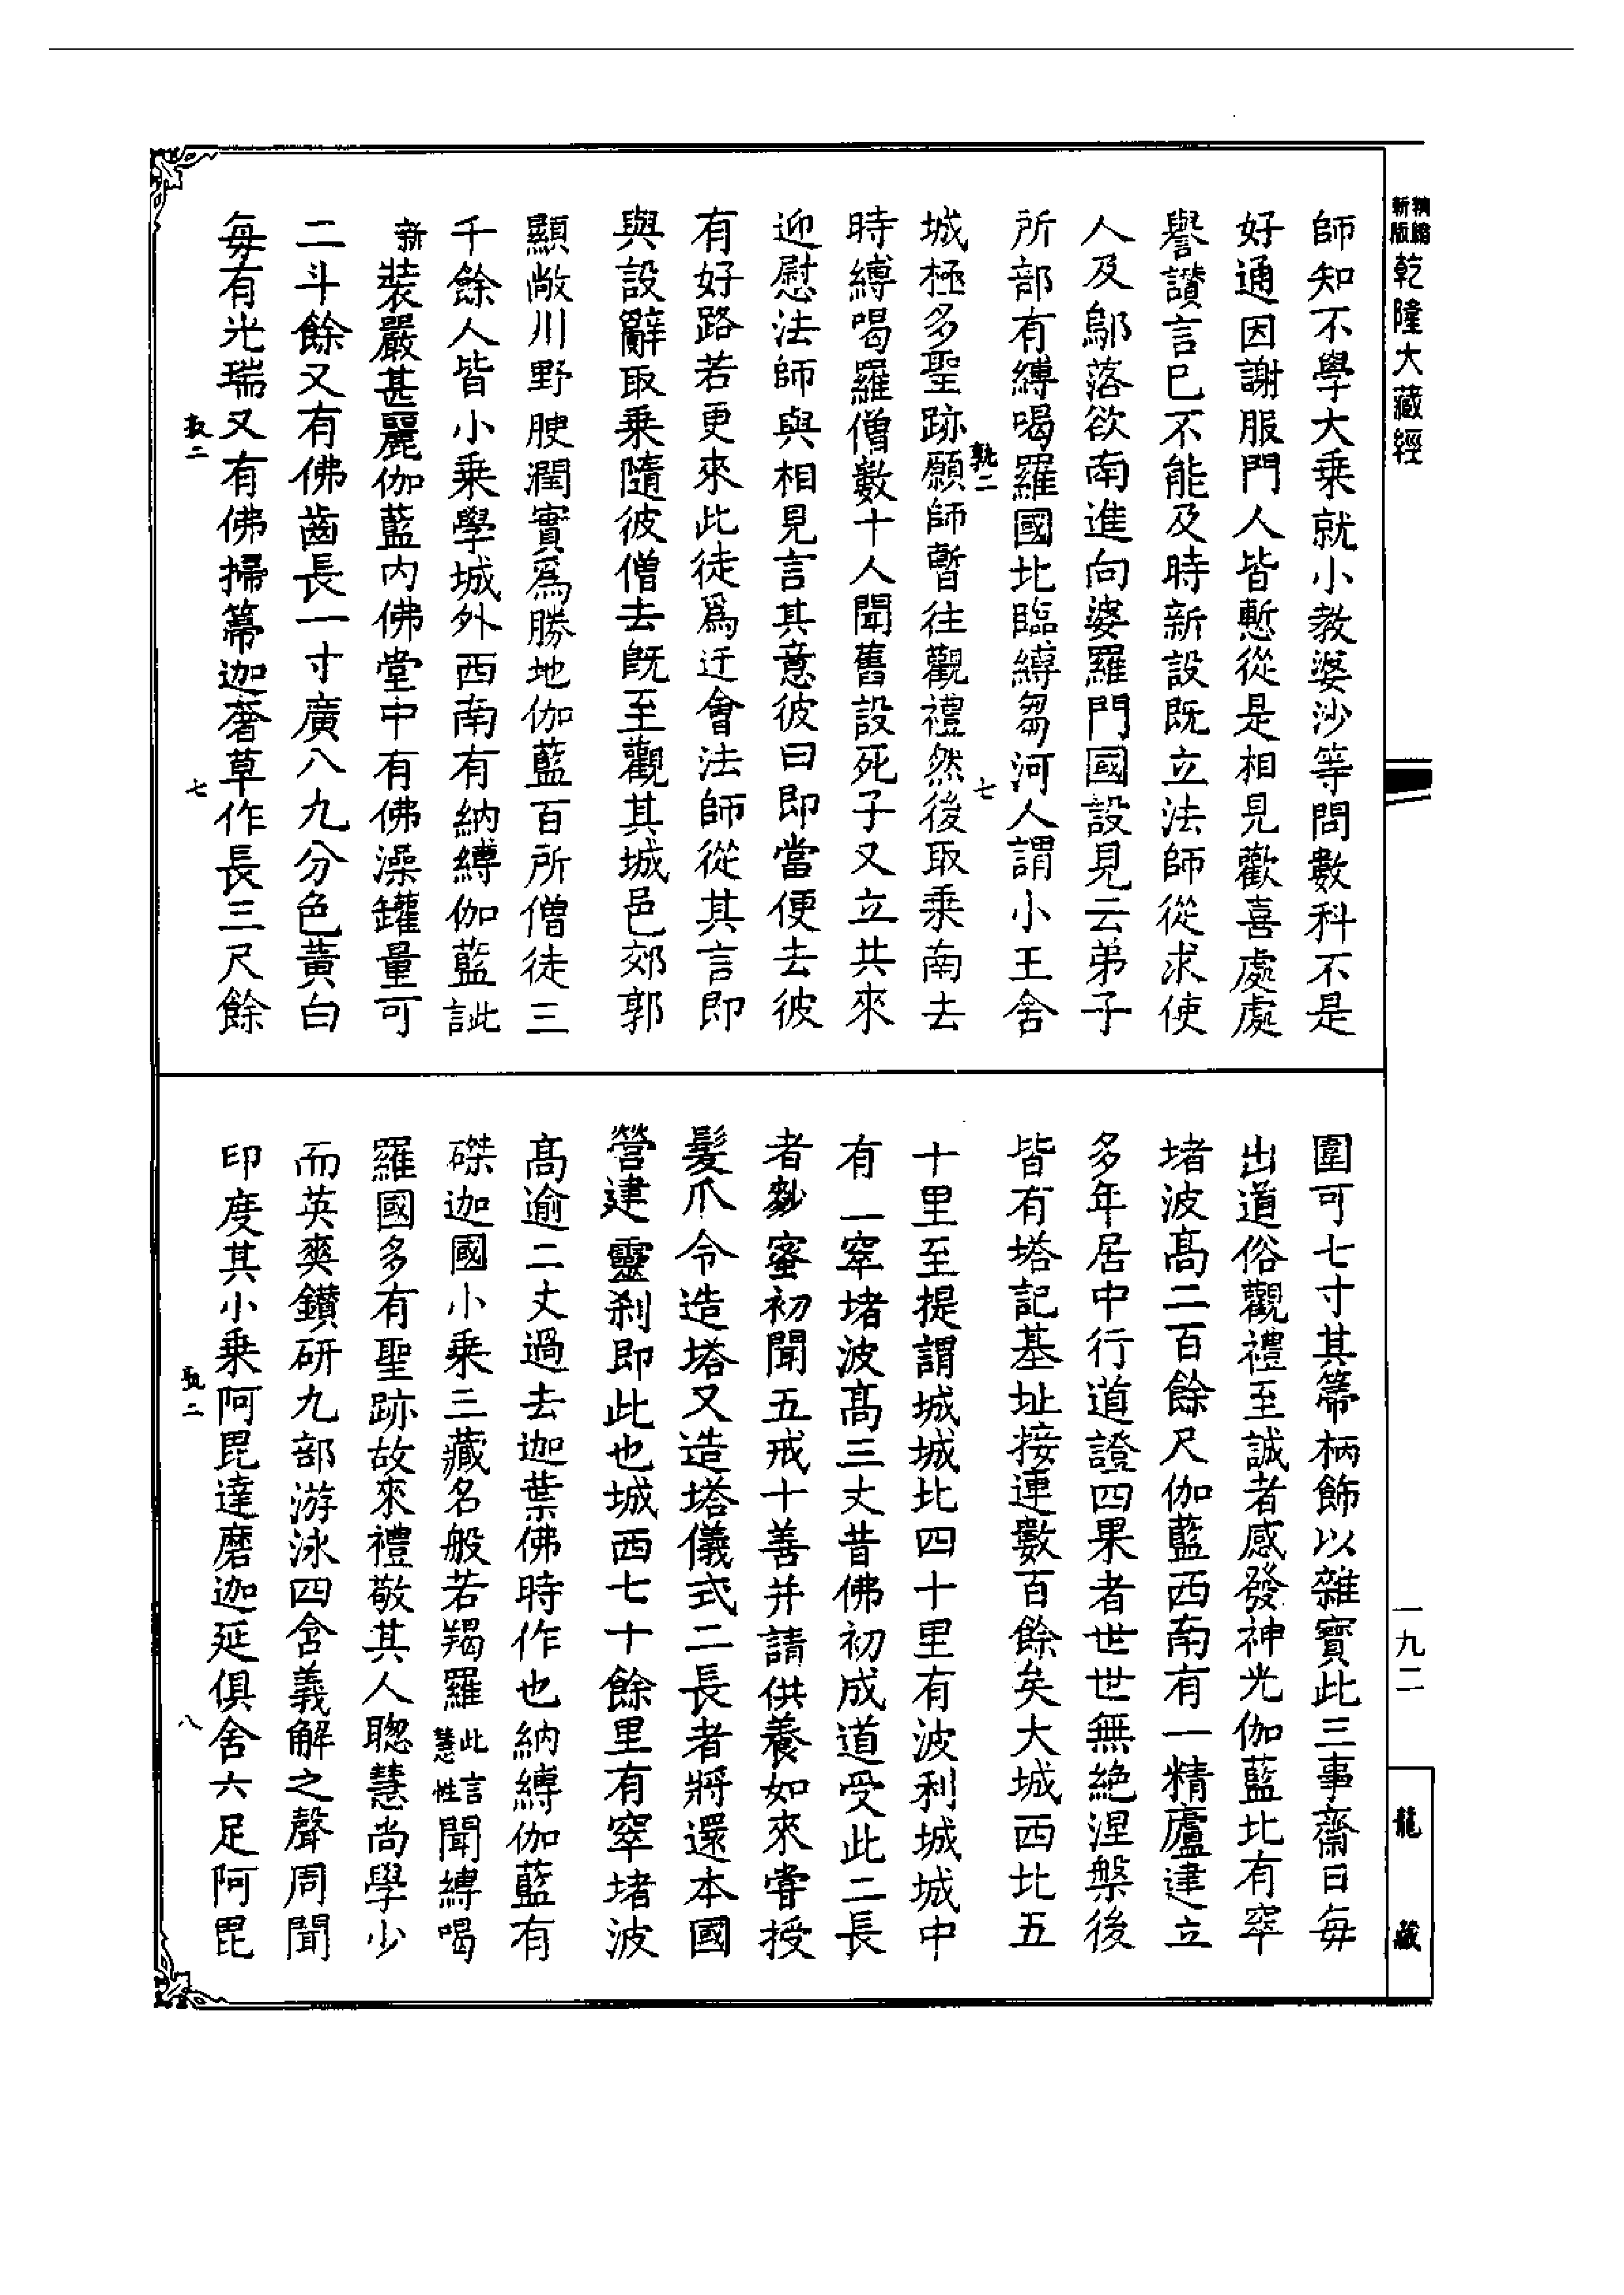 精縮
新版
乾隆大藏經
師知不學大乗就小教婆沙等問數科不是
好通因謝服門人皆慙從是相見歡喜處處
譽讃言已不能及時新設既立法師從求使
人及鄔落欲南進向婆羅門國設見云弟子
所部有縛喝羅國北臨縛芻河人謂小王舍
孰二 七
城極多聖跡願師暫往觀禮然後取乗南去
時縛喝羅僧數十人聞舊設死子又立共來
迎慰法師與相見言其意彼曰即當便去彼
有好路若更來此徒爲迂會法師從其言即
與設辭取乗隨彼僧去既至觀其城邑郊郭
顯敞川野腴潤實爲勝地伽藍百所僧徒三
千餘人皆小乗學城外西南有納縛伽藍訿
新裝嚴甚麗伽藍内佛堂中有佛澡罐量可
二斗餘又有佛齒長一寸廣八九分色黄白
每有光瑞又有佛掃箒迦奢草作長三尺餘
二 七
圍可七寸其箒柄飾以雜寶此三事齋日每
出道俗觀禮至誠者感發神光伽藍北有窣
堵波髙二百餘尺伽藍西南有一精廬建立
多年居中行道證四果者世世無絶涅槃後
皆有塔記基址接連數百餘矣大城西北五
十里至提謂城城北四十里有波利城城中
有一窣堵波髙三丈昔佛初成道受此二長
者麨蜜初聞五戒十善并請供養如來甞授
髮爪令造塔又造塔儀式二長者將還本國
營建靈刹即此也城西七十餘里有窣堵波
髙逾二丈過去迦葉佛時作也納縛伽藍有
磔迦國小乗三藏名般若羯羅此言慧性聞縛喝
羅國多有聖跡故來禮敬其人聰慧尚學少
而英爽鑚研九部游泳四含義解之聲周聞
印度其小乗阿毘達磨迦延俱舍六足阿毘
二 八
一九二
龍藏